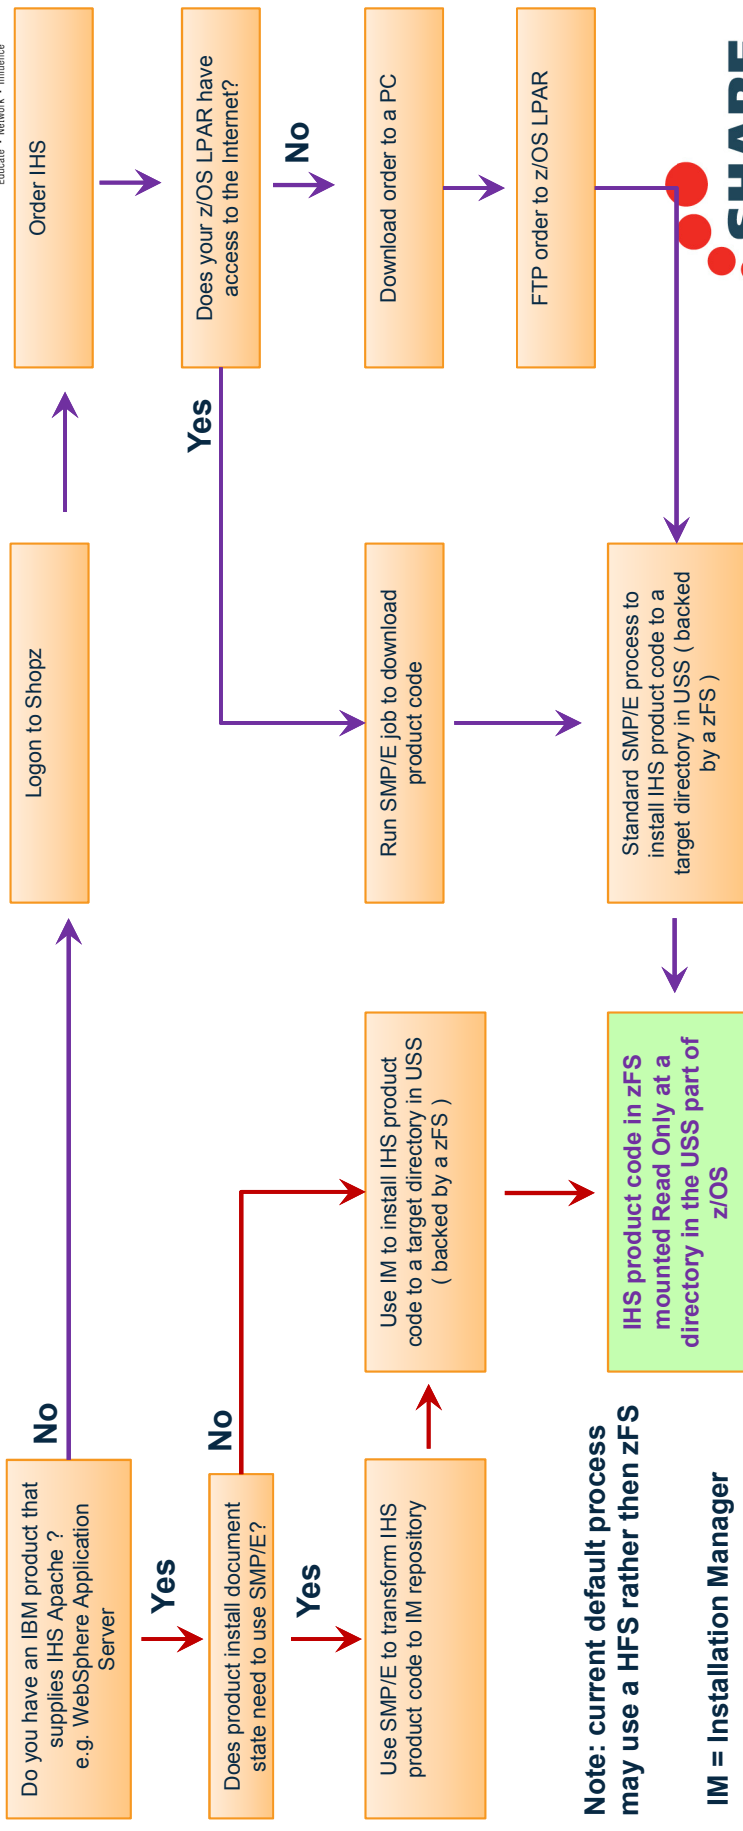 Educate • Network • Influence
Do you have an IBM product that
supplies IHS Apache ?
e.g. WebSphere Application
Server
No
Logon to Shopz
Order IHS
Yes
Does product install document
state need to use SMP/E?
No
Yes
Does your z/OS LPAR have
access to the Internet?
Yes
No
Use SMP/E to transform IHS
product code to IM repository
Use IM to install IHS product
code to a target directory in USS
( backed by a zFS )
Run SMP/E job to download
product code
Download order to a PC
FTP order to z/OS LPAR
Note: current default process
may use a HFS rather then zFS
IHS product code in zFS
mounted Read Only at a
directory in the USS part of
z/OS
Standard SMP/E process to
install IHS product code to a
target directory in USS ( backed
by a zFS )
IM = Installation Manager
SHARE